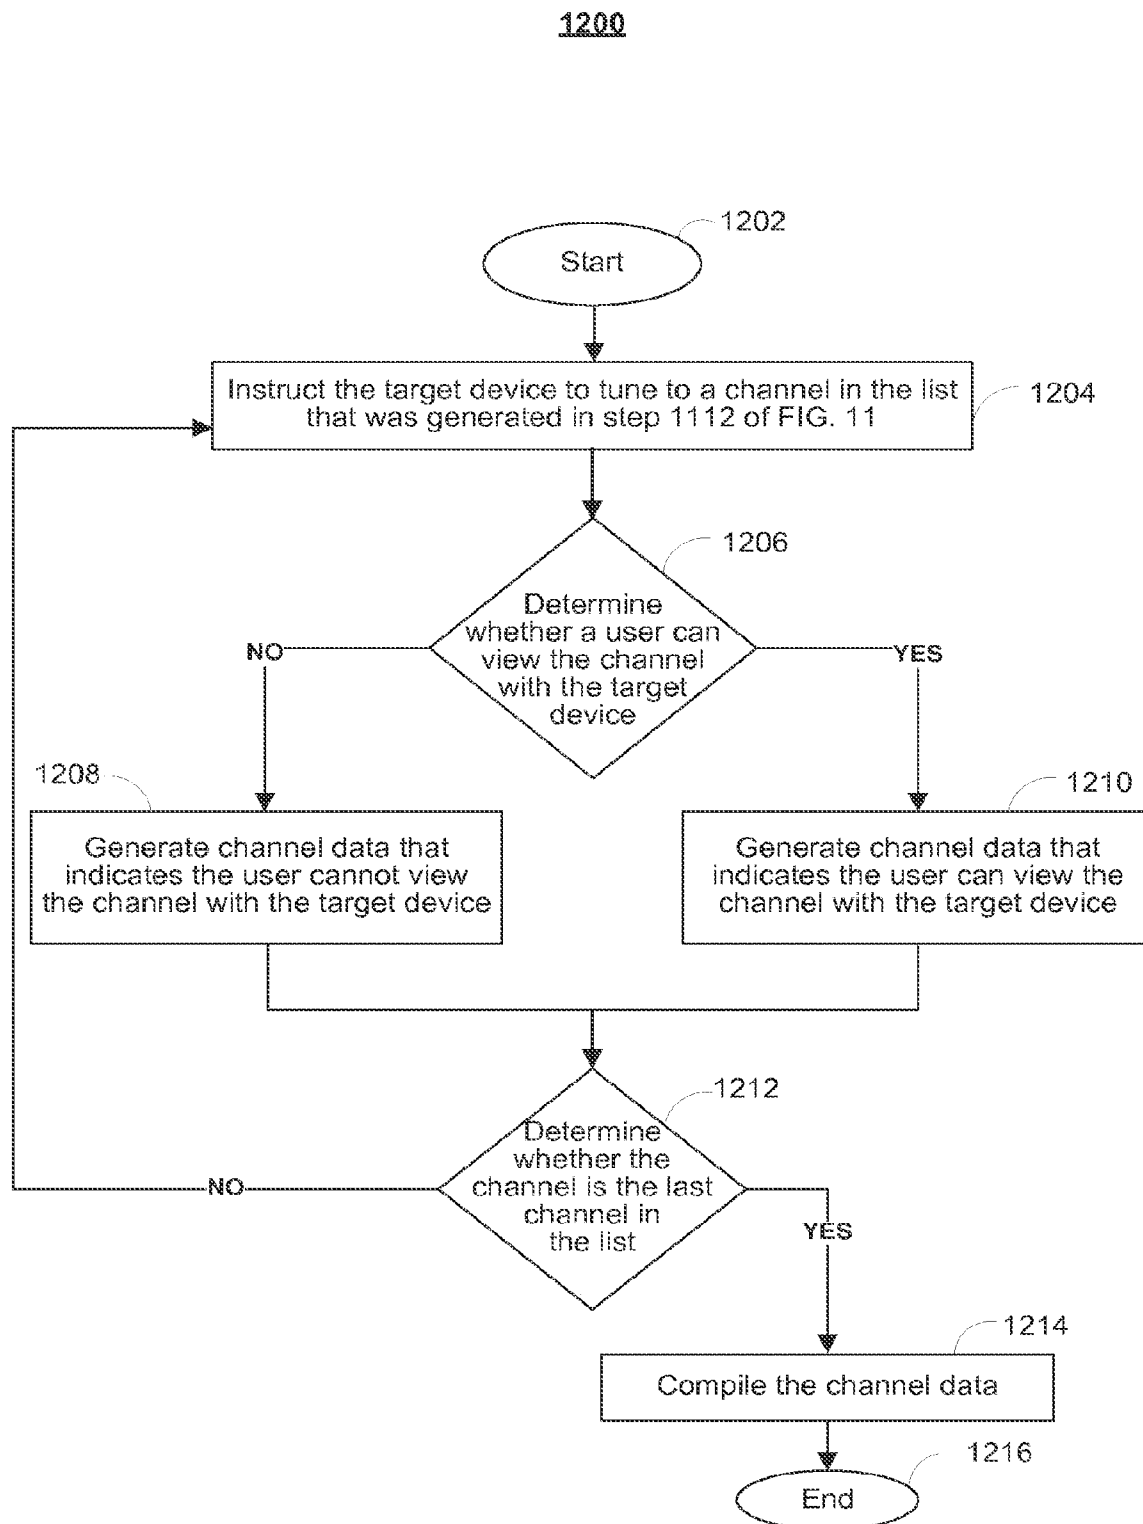 1200
1202
Start
Instruct the target device to tune to a channel in the list
that was generated in step 1112 of FIG. 11
1204
1206
Determine
whether a user can
view the channel
with the target
device
NO
YES
1208
1210
Generate channel data that
indicates the user cannot view
the channel with the target device
Generate channel data that
indicates the user can view the
channel with the target device
1212
Determine
whether the
channel is the last
channel in
the list
NO
YES
1214
Compile the channel data
1216
End